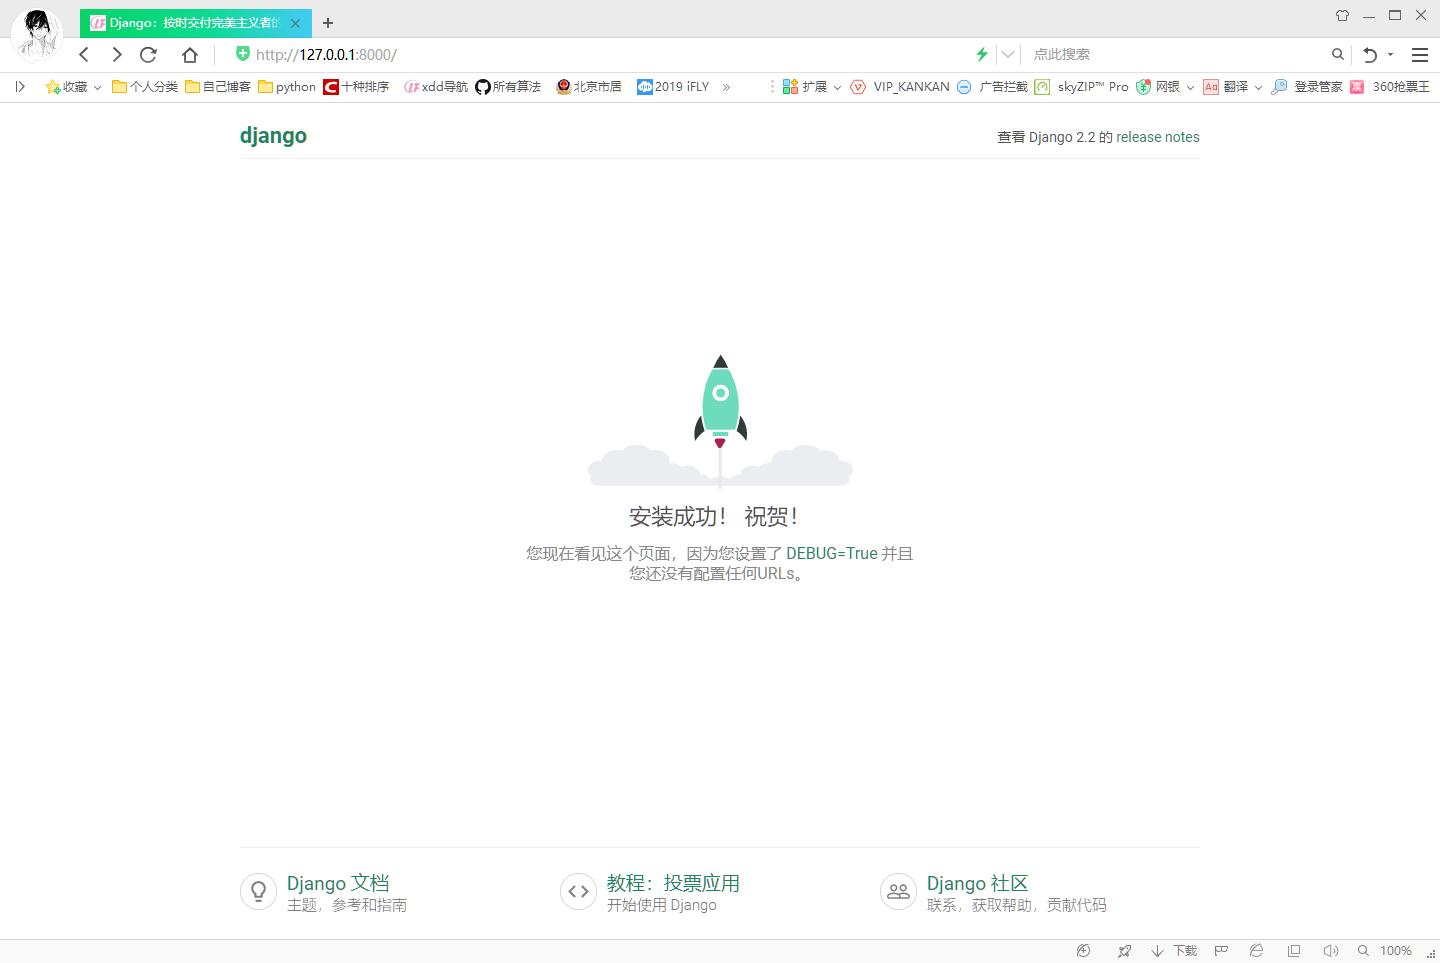 Django：按时交付完美主义者的
http://127.0.0.1:8000/
点此搜索
收藏 个人分类 自己博客 python 十种排序 xdd导航 所有算法 北京市居 2019 iFLY » 扩展 VIP_KANKAN 广告拦截 skyZIP™ Pro 网银 翻译 登录管家 360抢票王
django
查看 Django 2.2 的 release notes
安装成功！ 祝贺！
您现在看见这个页面，因为您设置了 DEBUG=True 并且
您还没有配置任何URLs。
Django 文档
主题，参考和指南
教程：投票应用
开始使用 Django
Django 社区
联系，获取帮助，贡献代码
下载 100%